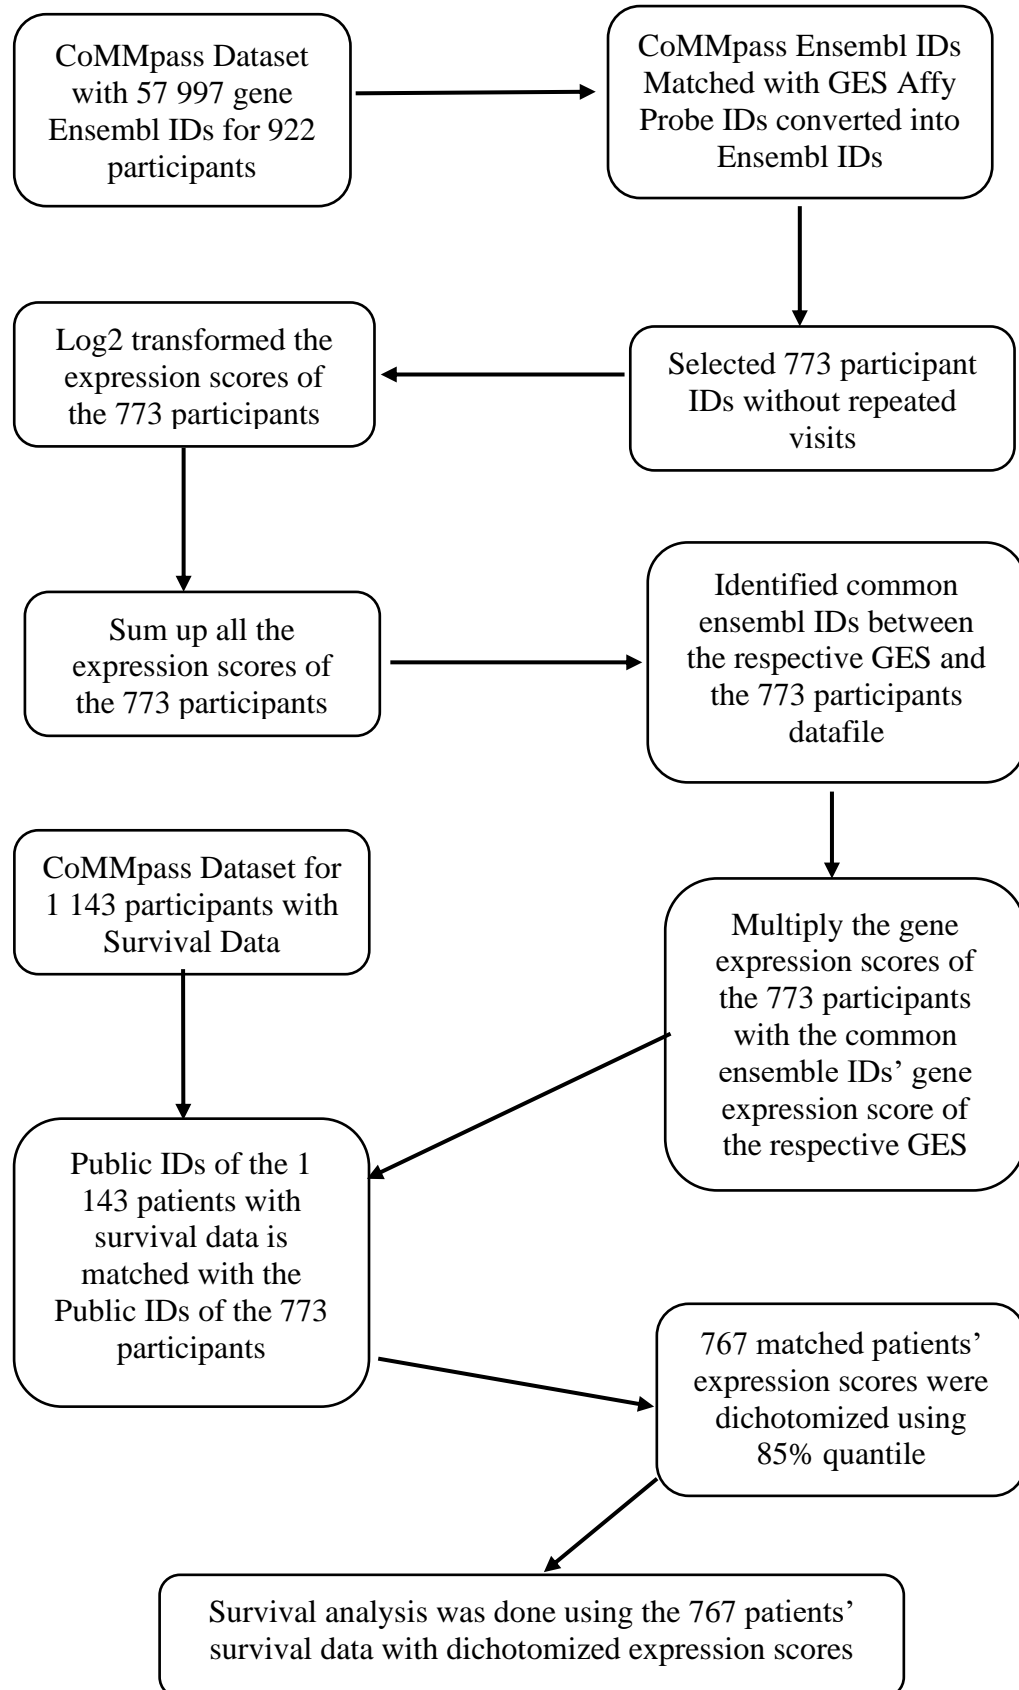 CoMMpass Dataset
with 57 997 gene
Ensembl IDs for 922
participants
CoMMpass Ensembl IDs
Matched with GES Affy
Probe IDs converted into
Ensembl IDs
Selected 773 participant
IDs without repeated
visits
Log2 transformed the
expression scores of
the 773 participants
Sum up all the
expression scores of
the 773 participants
Identified common
ensembl IDs between
the respective GES and
the 773 participants
datafile
Multiply the gene
expression scores of
the 773 participants
with the common
ensemble IDs’ gene
expression score of
the respective GES
CoMMpass Dataset for
1 143 participants with
Survival Data
Public IDs of the 1
143 patients with
survival data is
matched with the
Public IDs of the 773
participants
767 matched patients’
expression scores were
dichotomized using
85% quantile
Survival analysis was done using the 767 patients’
survival data with dichotomized expression scores